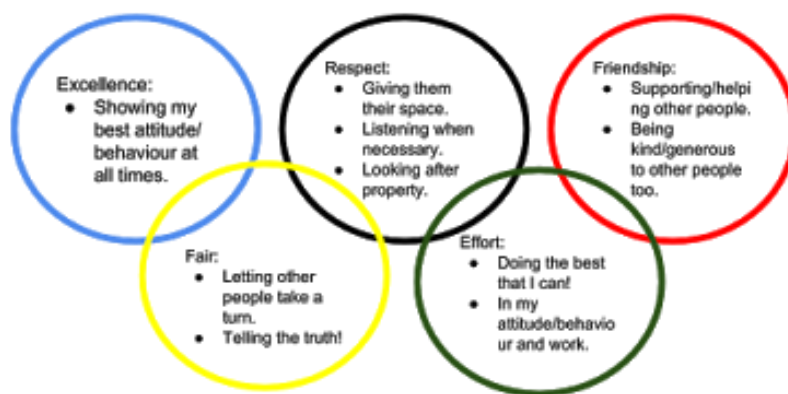 Excellence:
● Showing my
best attitude/
behaviour at
all times.
Respect:
● Giving them
their space.
● Listening when
necessary.
● Looking after
property.
Friendship:
● Supporting/helpi
ng other people.
● Being
kind/generous
to other people
too.
Fair:
● Letting other
people take a
turn.
● Telling the truth!
Effort:
● Doing the best
that I can!
● In my
attitude/behavio
ur and work.